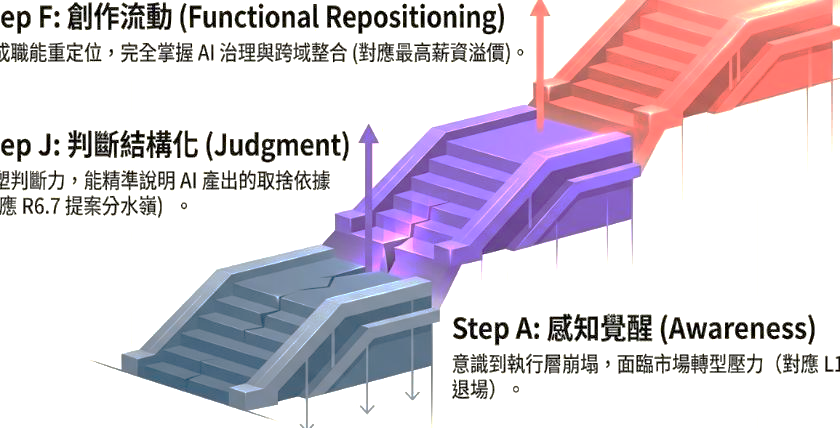 ep F: 創作流動 (Functional Repositioning)
成職能重定位，完全掌握 AI 治理與跨域整合 (對應最高薪資溢價)。
ep J: 判斷結構化 (Judgment)
塑判斷力，能精準說明 AI 產出的取捨依據
應 R6.7 提案分水嶺) 。
Step A: 感知覺醒 (Awareness)
意識到執行層崩塌，面臨市場轉型壓力（對應 L1
退場）。